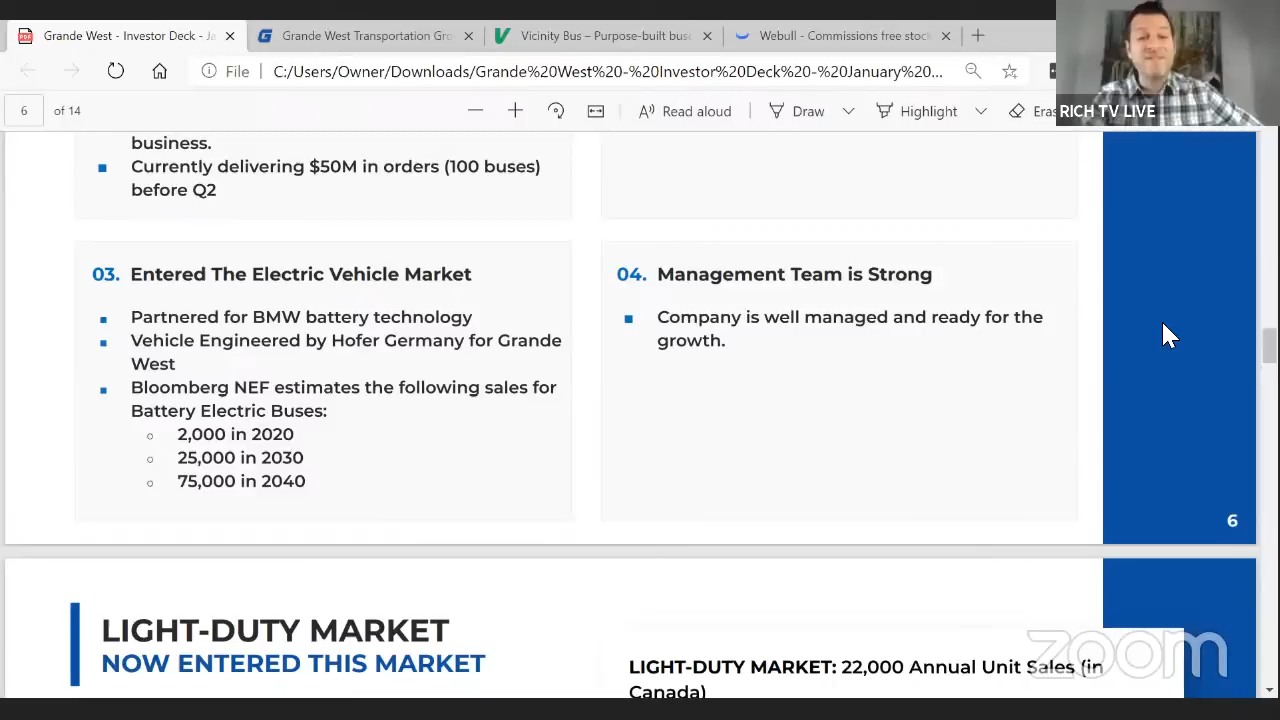 Grande West - Investor Deck - Ja
Grande West Transportation Gro
Vicinity Bus – Purpose-built buse
Webull - Commissions free stoc
File
C:/Users/Owner/Downloads/Grande%20West%20-%20Investor%20Deck%20-%20January%20...
6 of 14
Read aloud
Draw
Highlight
Eras
RICH TV LIVE
business.
Currently delivering $50M in orders (100 buses)
before Q2
03. Entered The Electric Vehicle Market
Partnered for BMW battery technology
Vehicle Engineered by Hofer Germany for Grande
West
Bloomberg NEF estimates the following sales for
Battery Electric Buses:
2,000 in 2020
25,000 in 2030
75,000 in 2040
04. Management Team is Strong
Company is well managed and ready for the
growth.
6
LIGHT-DUTY MARKET
NOW ENTERED THIS MARKET
LIGHT-DUTY MARKET: 22,000 Annual Unit Sales (in
Canada)
zoom